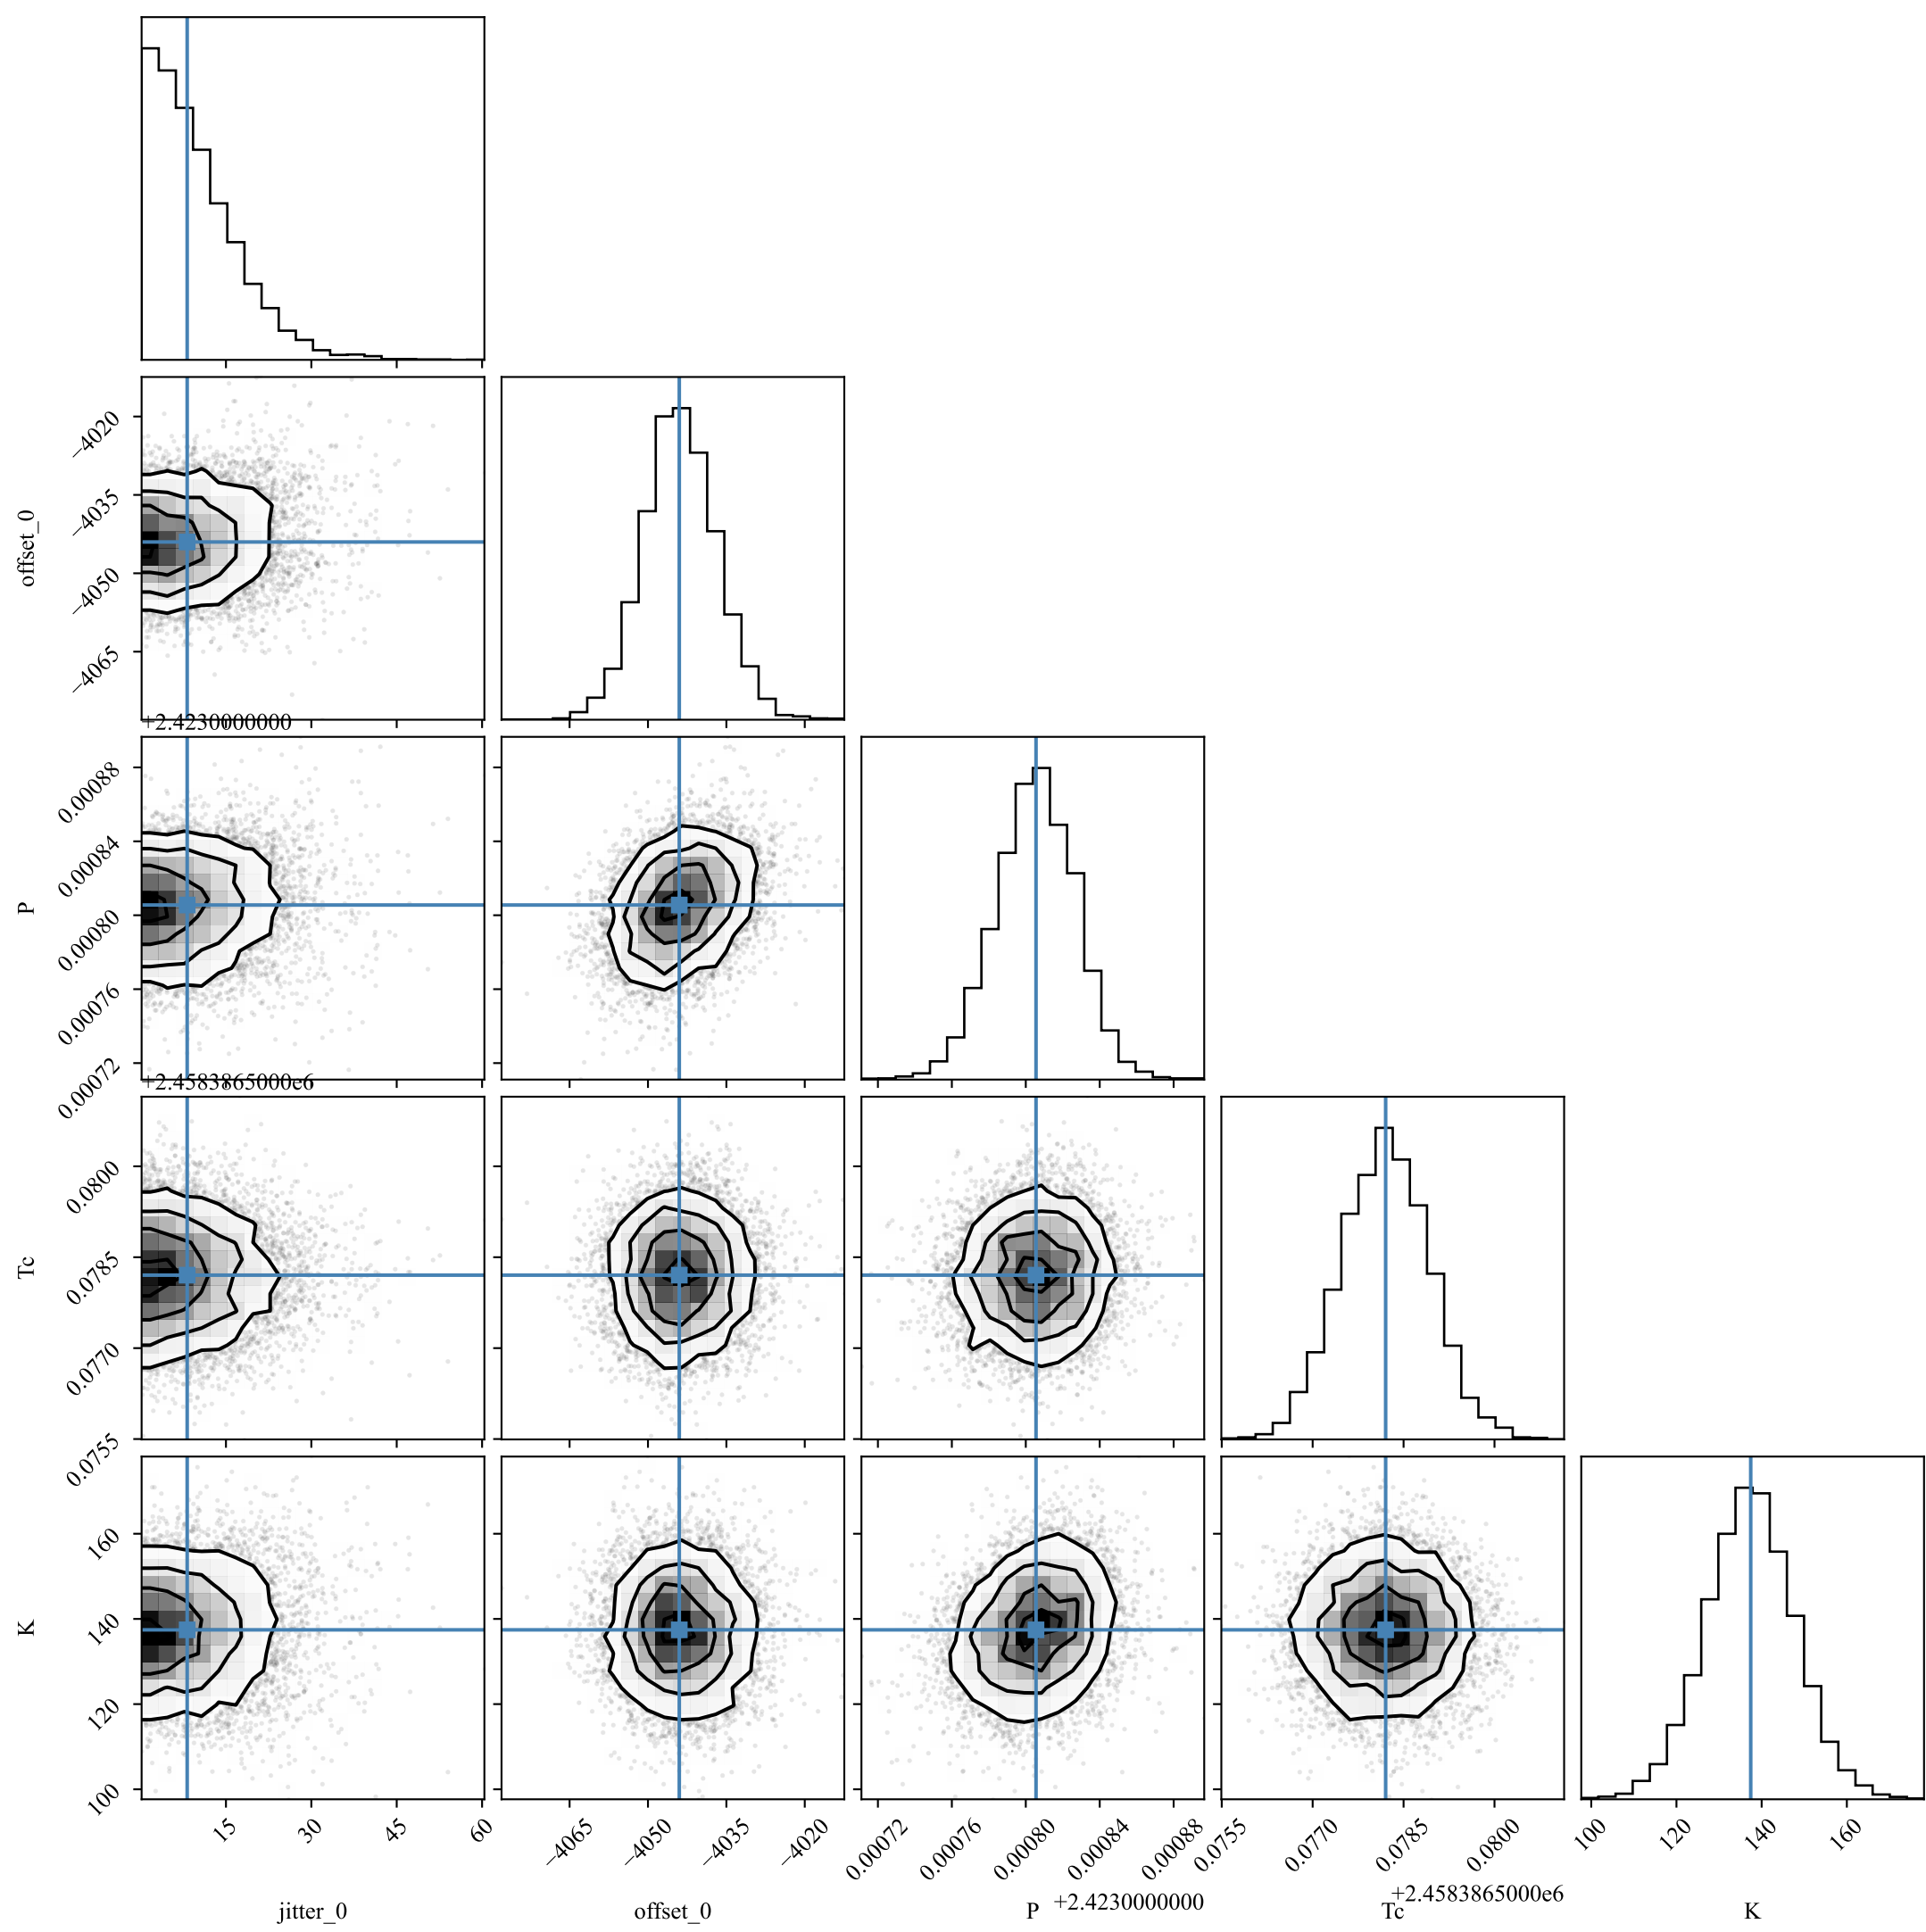 −4020
−4035
−4050
−4065
offset_0
+2.4230000000
0.00088
0.00084
0.00080
0.00076
0.00072
P
+2.4583865000e6
0.0800
0.0785
0.0770
0.0755
Tc
160
140
120
100
K
15 30 45 60
−4065 −4050 −4035 −4020
0.00072 0.00076 0.00080 0.00084 0.00088
0.0755 0.0770 0.0785 0.0800
100 120 140 160
+2.4230000000 +2.4583865000e6
jitter_0 offset_0 P Tc K